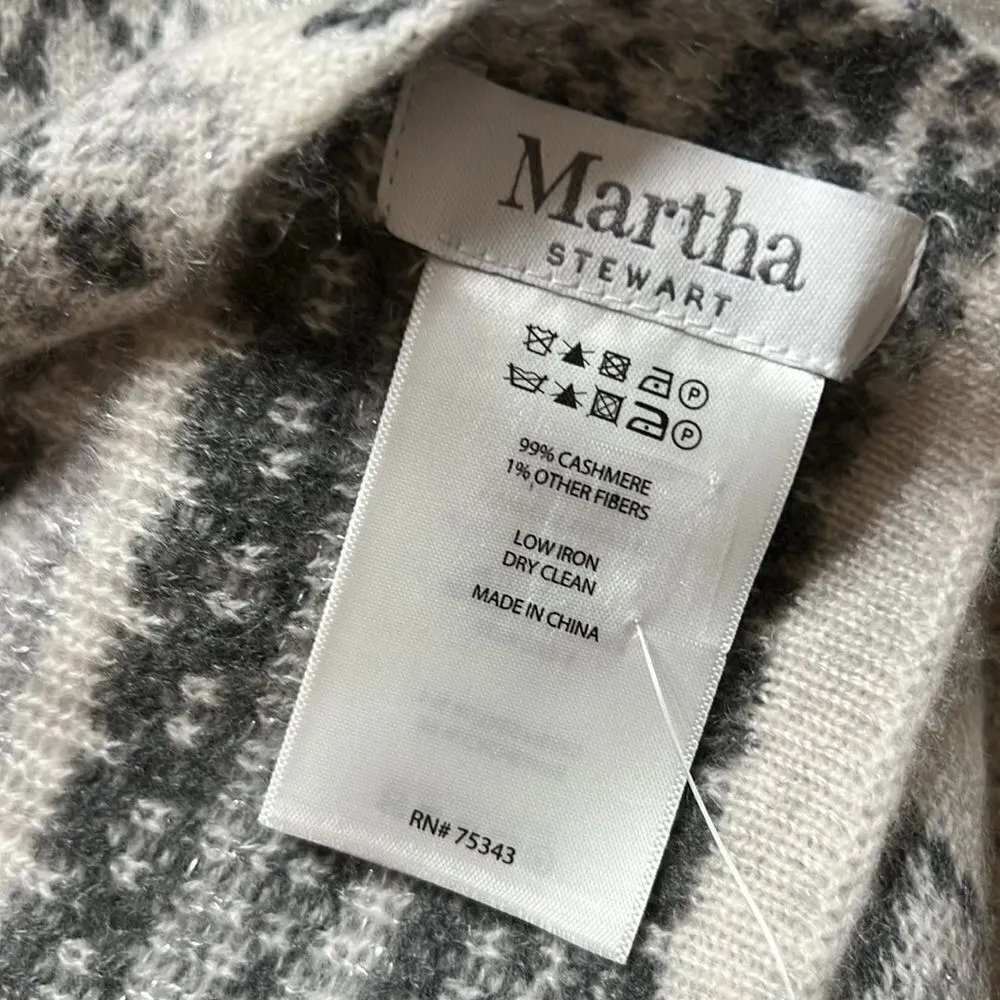 Martha
STEWART
P
P
99% CASHMERE
1% OTHER FIBERS
LOW IRON
DRY CLEAN
MADE IN CHINA
RN# 75343